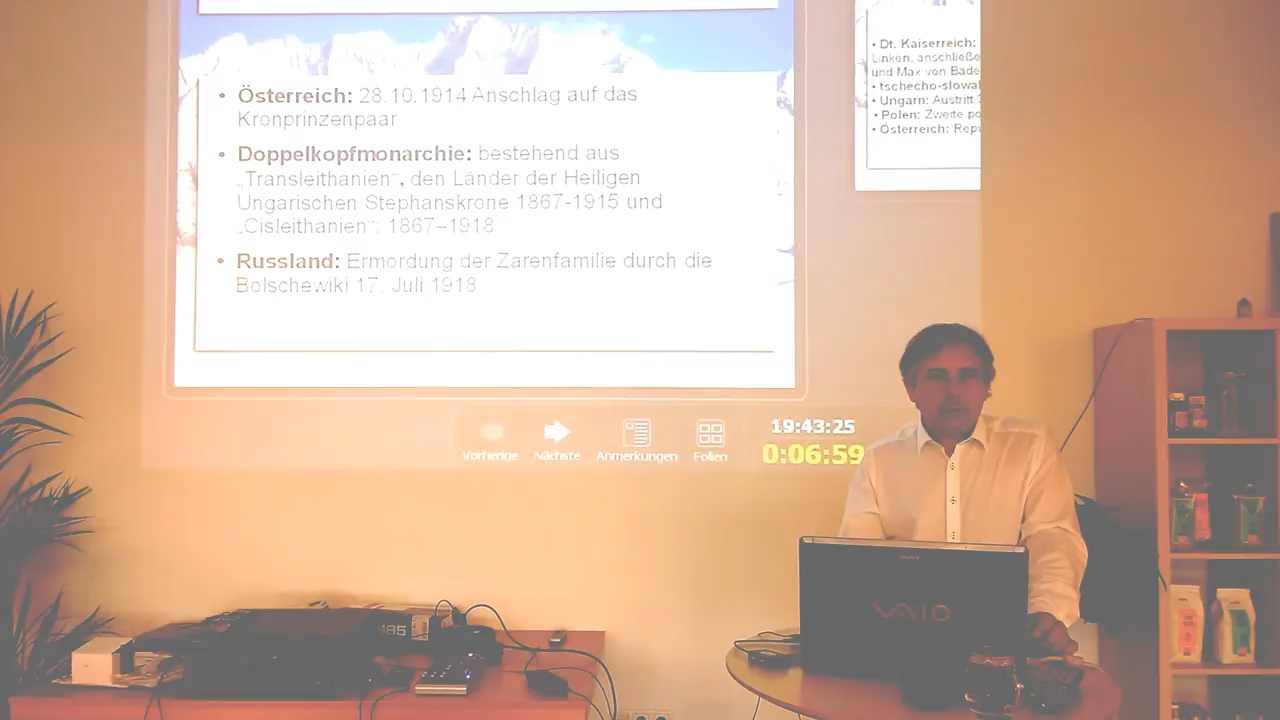 • Österreich: 28.10.1914 Anschlag auf das
Kronprinzenpaar
• Doppelkopfmonarchie: bestehend aus
„Transleithanien“, den Länder der Heiligen
Ungarischen Stephanskrone 1867-1915 und
„Cisleithanien“: 1867–1918
• Russland: Ermordung der Zarenfamilie durch die
Bolschewiki 17. Juli 1918
• Dt. Kaiserreich:
Linken, anschließe
und Max von Bade
• tschecho-slowa
• Ungarn: Austritt
• Polen: Zweite po
• Österreich: Repu
Vorherige
Nächste
Anmerkungen
Folien
19:43:25
0:06:59
VAIO